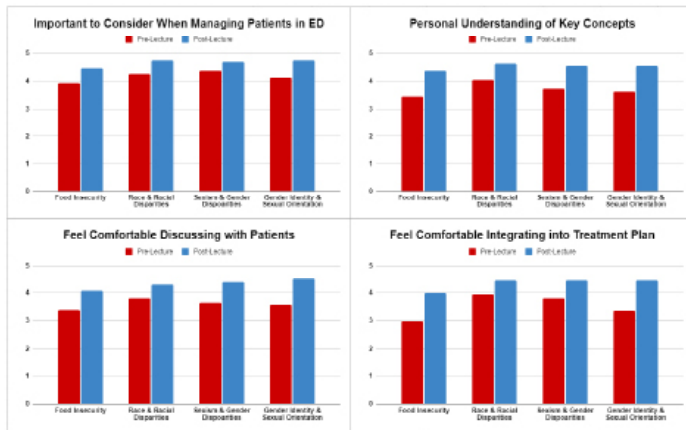 Important to Consider When Managing Patients in ED
Pre-Lecture Post-Lecture
5
4
3
2
1
0
Food Insecurity Race & Racial Sexism & Gender Gender Identity &
Disparities Disparities Sexual Orientation
Personal Understanding of Key Concepts
Pre-Lecture Post-Lecture
5
4
3
2
1
0
Food Insecurity Race & Racial Sexism & Gender Gender Identity &
Disparities Disparities Sexual Orientation
Feel Comfortable Discussing with Patients
Pre-Lecture Post-Lecture
5
4
3
2
1
0
Food Insecurity Race & Racial Sexism & Gender Gender Identity &
Disparities Disparities Sexual Orientation
Feel Comfortable Integrating into Treatment Plan
Pre-Lecture Post-Lecture
5
4
3
2
1
0
Food Insecurity Race & Racial Sexism & Gender Gender Identity &
Disparities Disparities Sexual Orientation